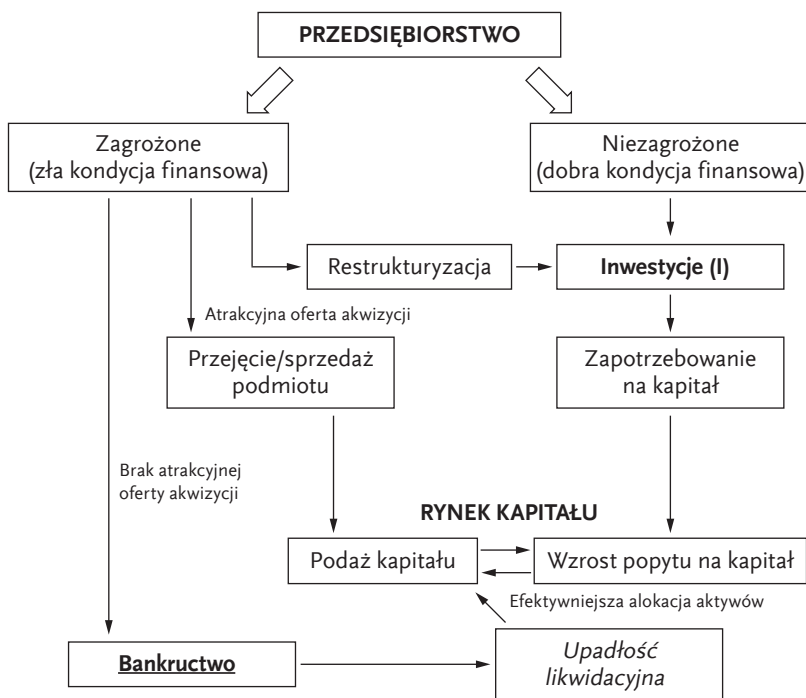 PRZEDSIĘBIORSTWO
Zagrożone
(zła kondycja finansowa)
Niezagrożone
(dobra kondycja finansowa)
Restrukturyzacja
Inwestycje (I)
Atrakcyjna oferta akwizycji
Przejęcie/sprzedaż
podmiotu
Zapotrzebowanie
na kapitał
Brak atrakcyjnej
oferty akwizycji
RYNEK KAPITAŁU
Podaż kapitału
Wzrost popytu na kapitał
Efektywniejsza alokacja aktywów
Bankructwo
Upadłość
likwidacyjna